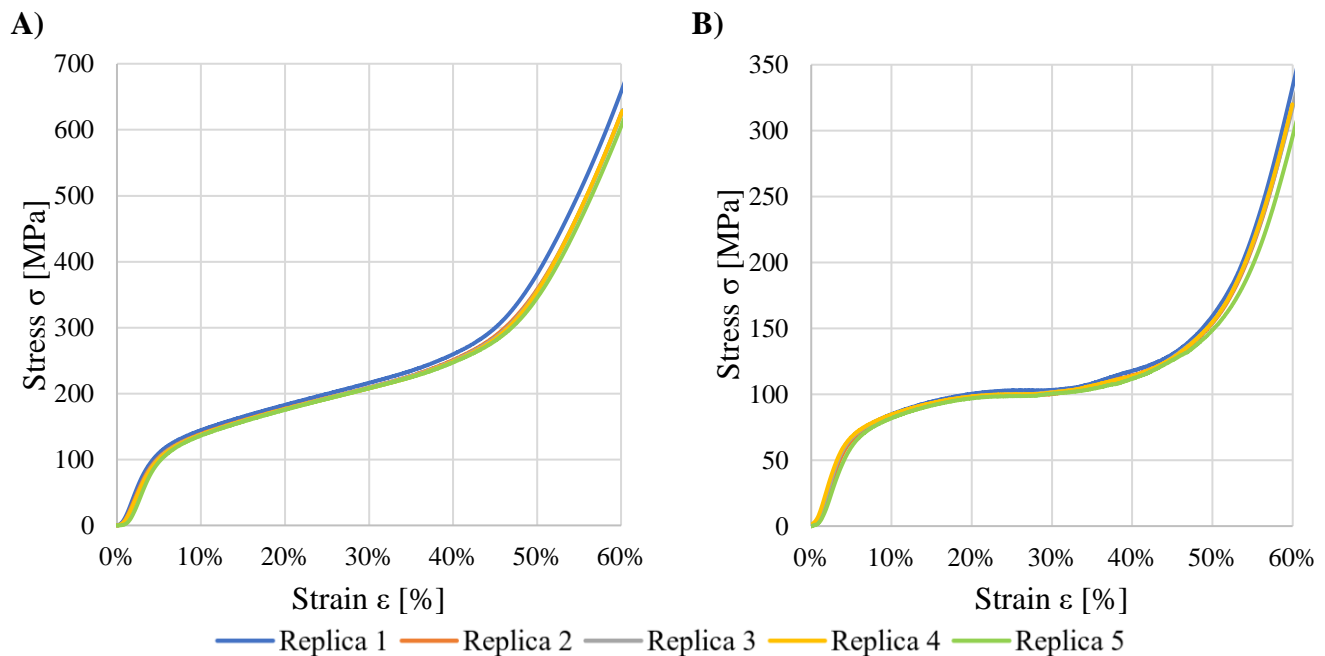 A)
700
600
500
400
300
200
100
0
Stress σ [MPa]
0% 10% 20% 30% 40% 50% 60%
Strain ε [%]
B)
350
300
250
200
150
100
50
0
Stress σ [MPa]
0% 10% 20% 30% 40% 50% 60%
Strain ε [%]
Replica 1 Replica 2 Replica 3 Replica 4 Replica 5